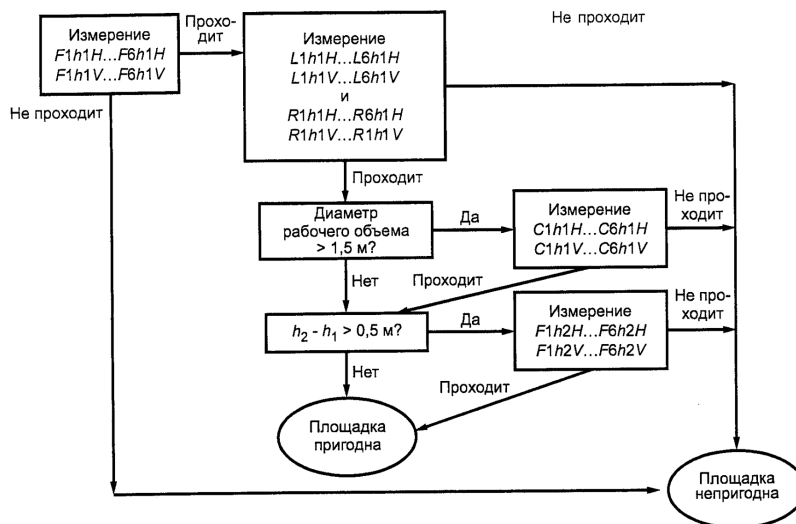 Измерение
F1h1H...F6h1H
F1h1V...F6h1V
Прохо-
дит
Измерение
L1h1H...L6h1H
L1h1V...L6h1V
и
R1h1H...R6h1H
R1h1V...R1h1V
Не проходит
Не проходит
Проходит
Диаметр
рабочего объема
> 1,5 м?
Да
Измерение
C1h1H...C6h1H
C1h1V...C6h1V
Не про-
ходит
Нет
Проходит
h₂ - h₁ > 0,5 м?
Да
Измерение
F1h2H...F6h2H
F1h2V...F6h2V
Не про-
ходит
Нет
Проходит
Площадка
пригодна
Площадка
непригодна